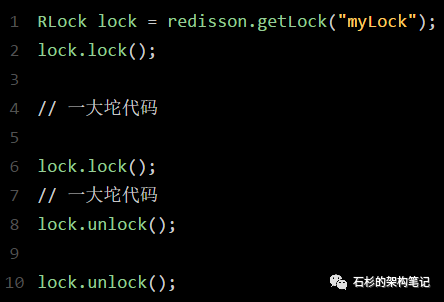 1 RLock lock = redisson.getLock("myLock");
2 lock.lock();
3
4 // 一大坨代码
5
6 lock.lock();
7 // 一大坨代码
8 lock.unlock();
9
10 lock.unlock();
石杉的架构笔记